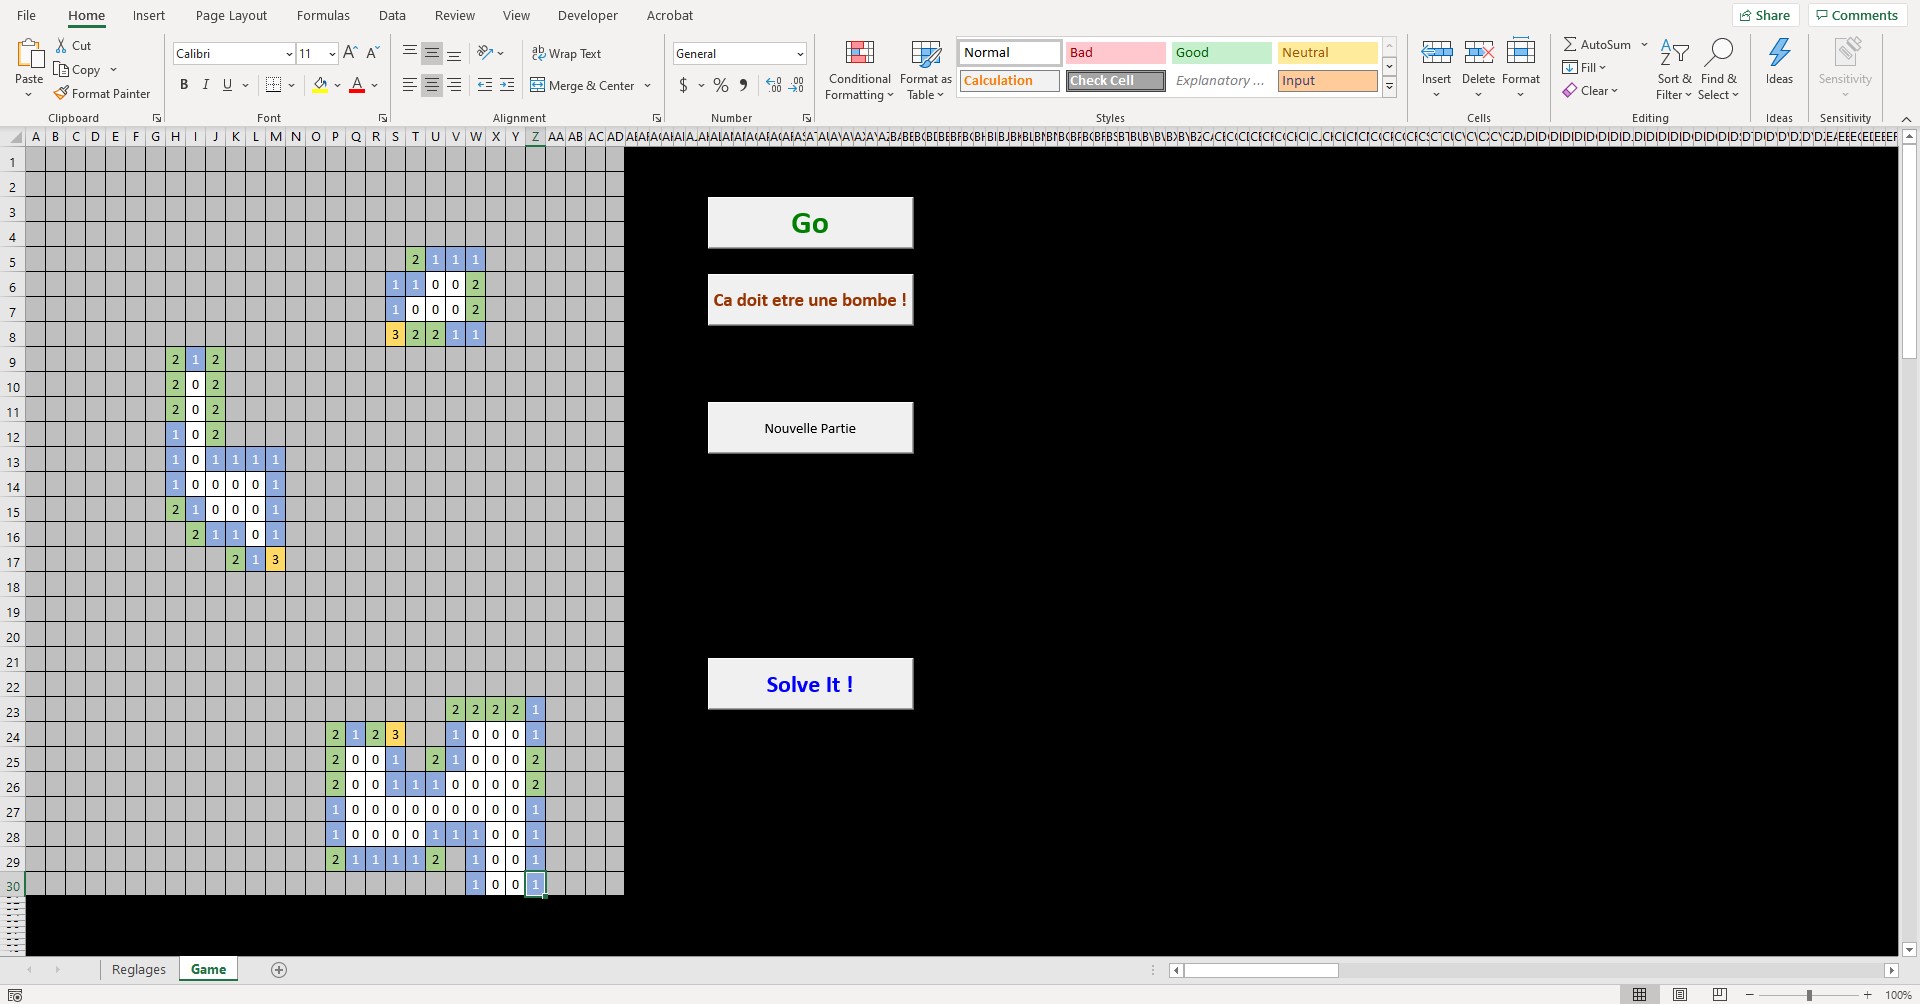 File Home Insert Page Layout Formulas Data Review View Developer Acrobat Share Comments
Paste Cut Copy Format Painter Clipboard
Calibri 11 A A B I U A Font
ab Wrap Text Merge & Center Alignment
General $ % Number
Conditional Formatting Format as Table
Normal Bad Good Neutral
Calculation Check Cell Explanatory ... Input
Styles
Insert Delete Format Cells
AutoSum Fill Clear Sort & Filter Find & Select Editing
Ideas Ideas
Sensitivity Sensitivity
A B C D E F G H I J K L M N O P Q R S T U V W X Y Z AA AB AC AD
1
2
3
Go
4
5 2 1 1 1
6 1 1 0 0 2
Ca doit etre une bombe !
7 1 0 0 0 2
8 3 2 2 1 1
9 2 1 2
10 2 0 2
11 2 0 2
12 1 0 2
Nouvelle Partie
13 1 0 1 1 1 1
14 1 0 0 0 0 1
15 2 1 0 0 0 1
16 2 1 1 0 1
17 2 1 3
18
19
20
21
22
Solve It !
23 2 2 2 2 1
24 2 1 2 3 1 0 0 0 1
25 2 0 0 1 2 1 0 0 0 2
26 2 0 0 1 1 1 0 0 0 0 2
27 1 0 0 0 0 0 0 0 0 0 1
28 1 0 0 0 0 1 1 1 0 0 1
29 2 1 1 1 1 2 1 0 0 1
30 1 0 0 1
Reglages Game
100%